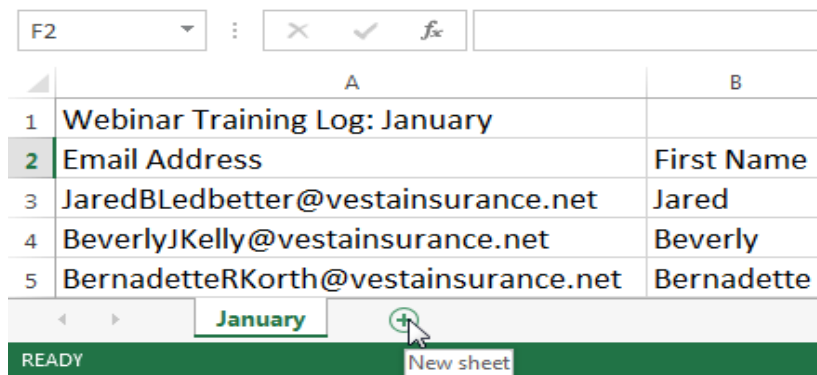 F2 fx
A B
1 Webinar Training Log: January
2 Email Address First Name
3 JaredBLedbetter@vestainsurance.net Jared
4 BeverlyJKelly@vestainsurance.net Beverly
5 BernadetteRKorth@vestainsurance.net Bernadette
January
READY New sheet